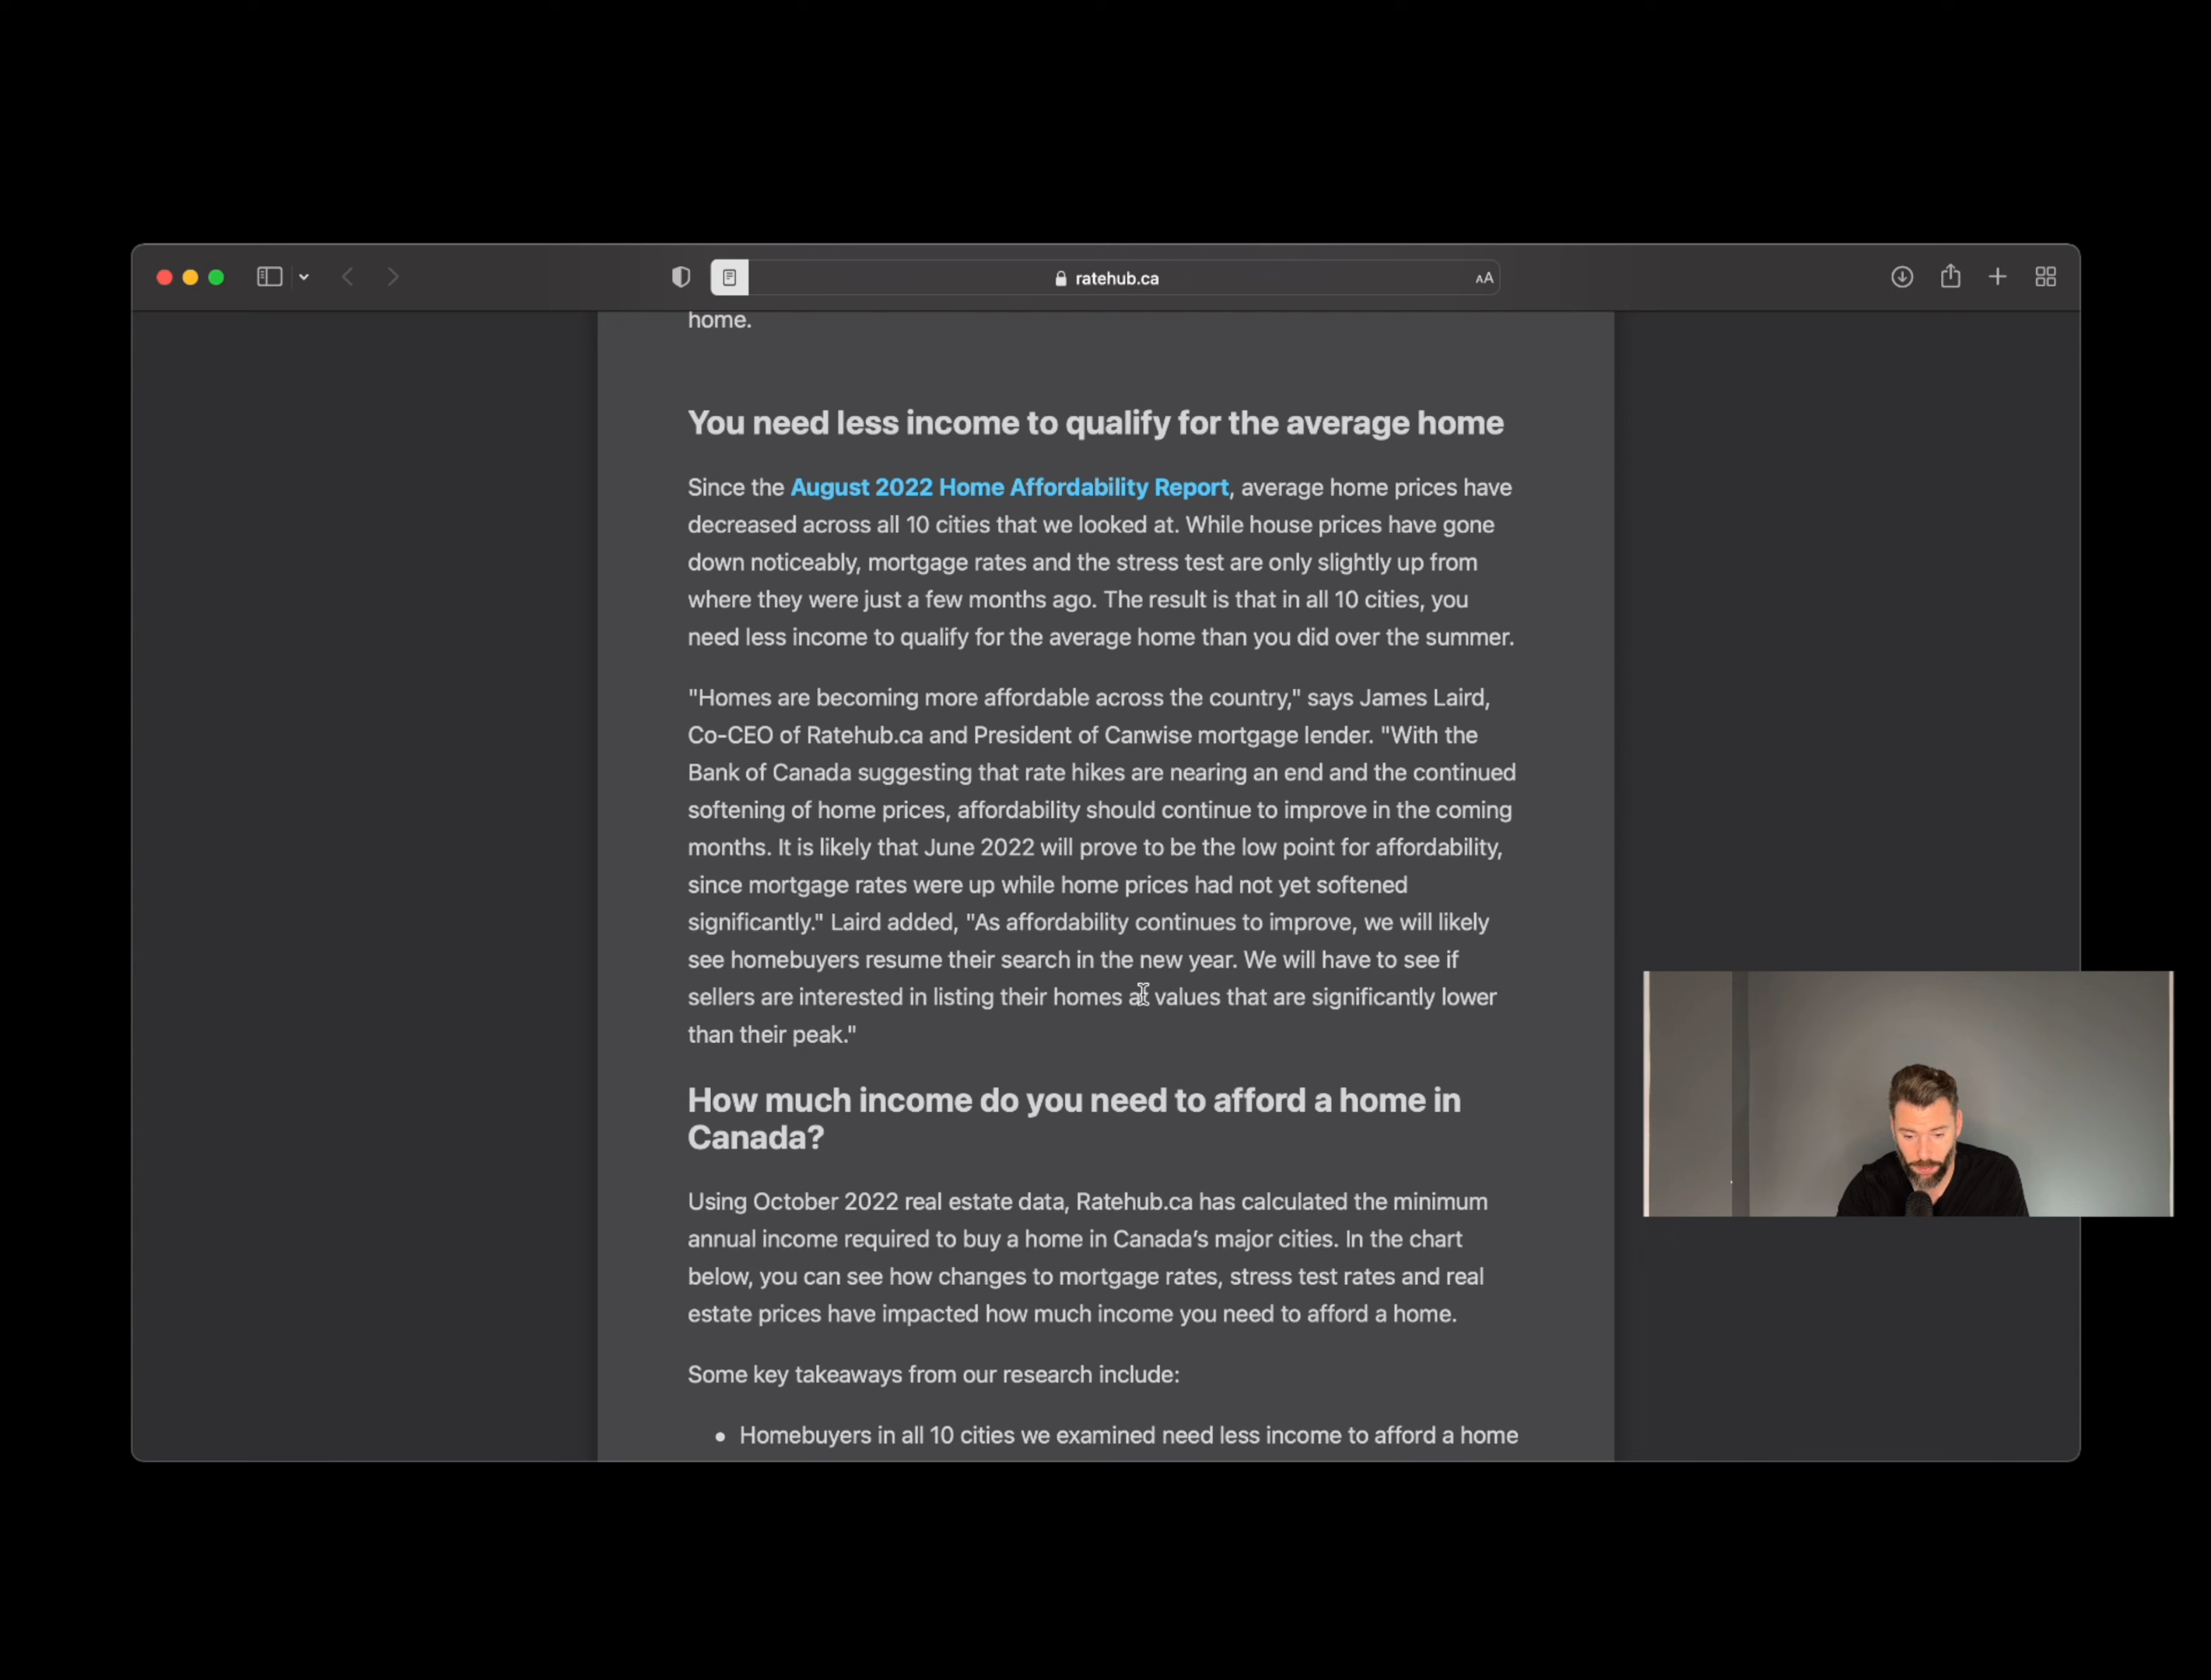 ratehub.ca
AA
home.
You need less income to qualify for the average home
Since the August 2022 Home Affordability Report, average home prices have
decreased across all 10 cities that we looked at. While house prices have gone
down noticeably, mortgage rates and the stress test are only slightly up from
where they were just a few months ago. The result is that in all 10 cities, you
need less income to qualify for the average home than you did over the summer.
"Homes are becoming more affordable across the country," says James Laird,
Co-CEO of Ratehub.ca and President of Canwise mortgage lender. "With the
Bank of Canada suggesting that rate hikes are nearing an end and the continued
softening of home prices, affordability should continue to improve in the coming
months. It is likely that June 2022 will prove to be the low point for affordability,
since mortgage rates were up while home prices had not yet softened
significantly." Laird added, "As affordability continues to improve, we will likely
see homebuyers resume their search in the new year. We will have to see if
sellers are interested in listing their homes at values that are significantly lower
than their peak."
How much income do you need to afford a home in
Canada?
Using October 2022 real estate data, Ratehub.ca has calculated the minimum
annual income required to buy a home in Canada’s major cities. In the chart
below, you can see how changes to mortgage rates, stress test rates and real
estate prices have impacted how much income you need to afford a home.
Some key takeaways from our research include:
• Homebuyers in all 10 cities we examined need less income to afford a home